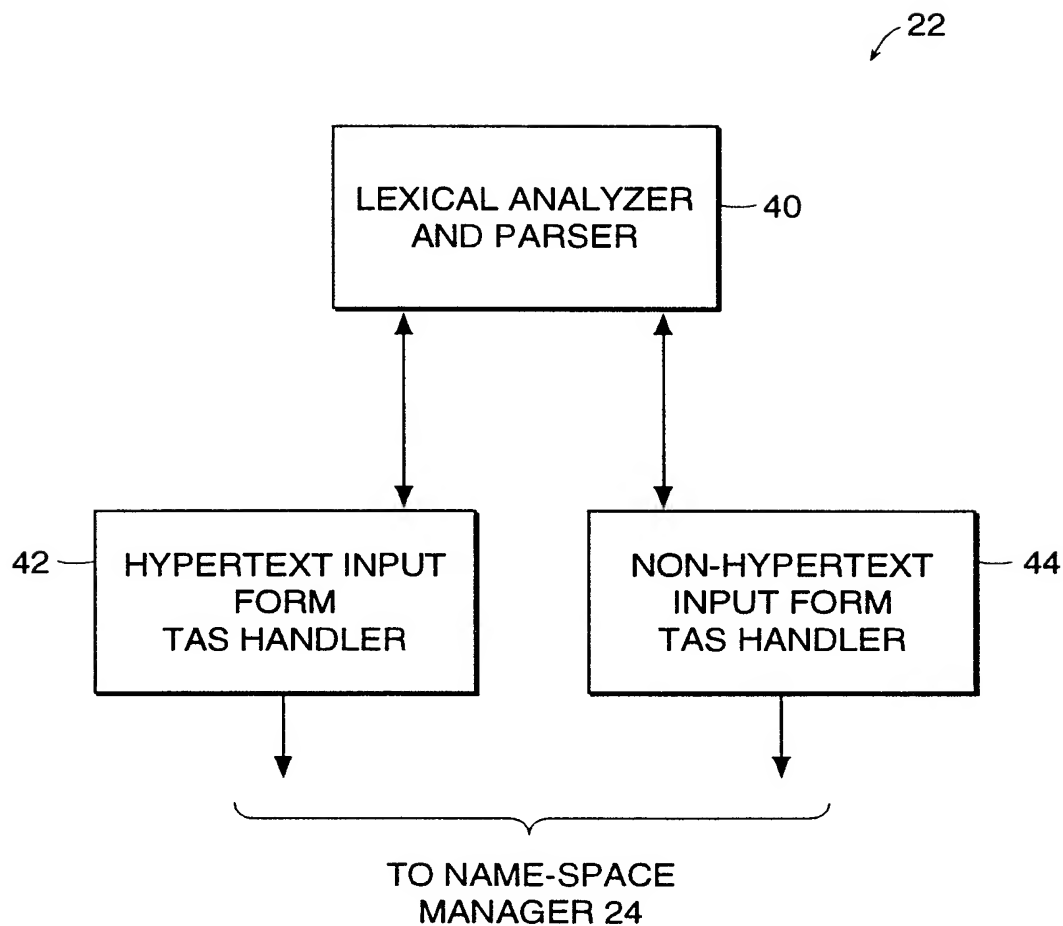 22
LEXICAL ANALYZER
AND PARSER
40
42
HYPERTEXT INPUT
FORM
TAS HANDLER
NON-HYPERTEXT
INPUT FORM
TAS HANDLER
44
TO NAME-SPACE
MANAGER 24